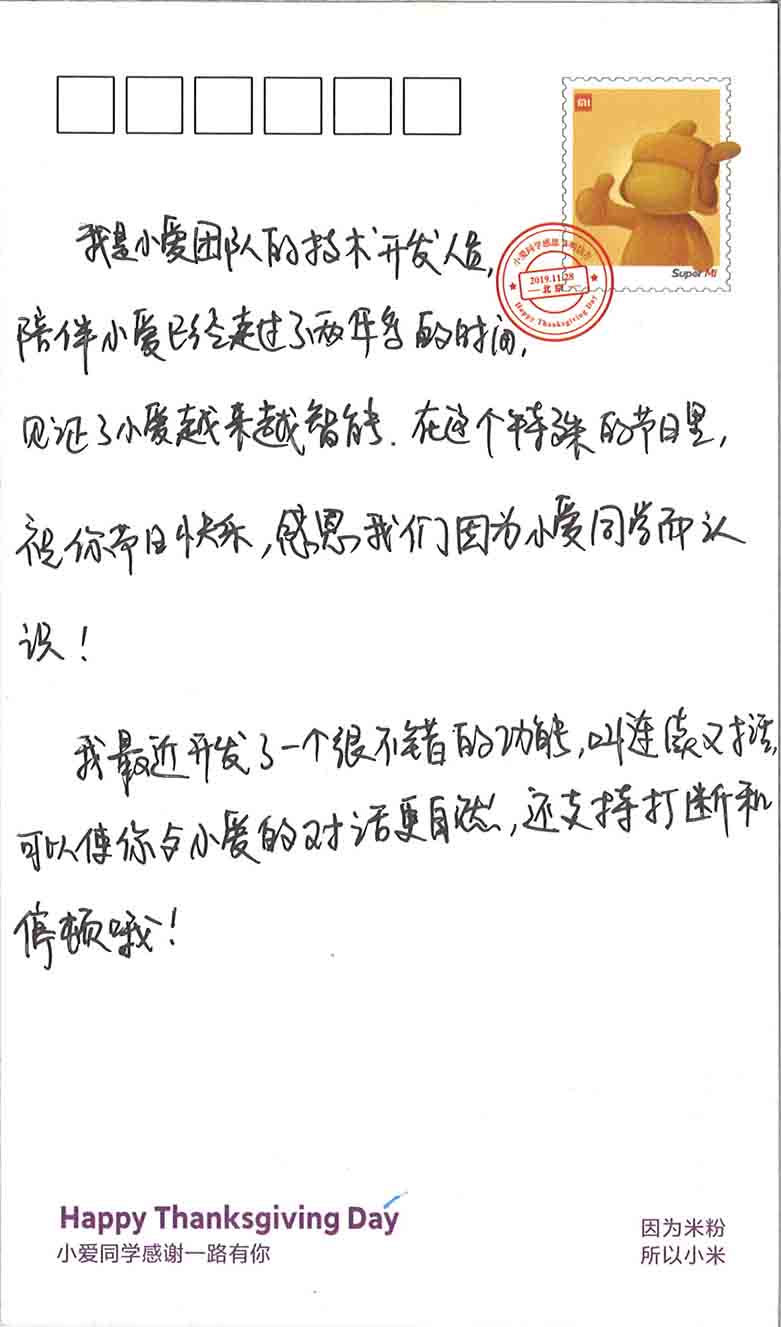 MI
Super MI
小爱同学感恩
2019.11.28
北京
Happy Thanksgiving Day
我是小爱团队的技术开发人员,
陪伴小爱已经走过了两年多的时间,
见证了小爱越来越智能. 在这个特殊的节日里,
祝你节日快乐,感恩我们因为小爱同学而认
识!
我最近开发了一个很不错的功能,叫连续对话,
可以使你与小爱的对话更自然,还支持打断和
停顿哦!
Happy Thanksgiving Day
小爱同学感谢一路有你
因为米粉
所以小米